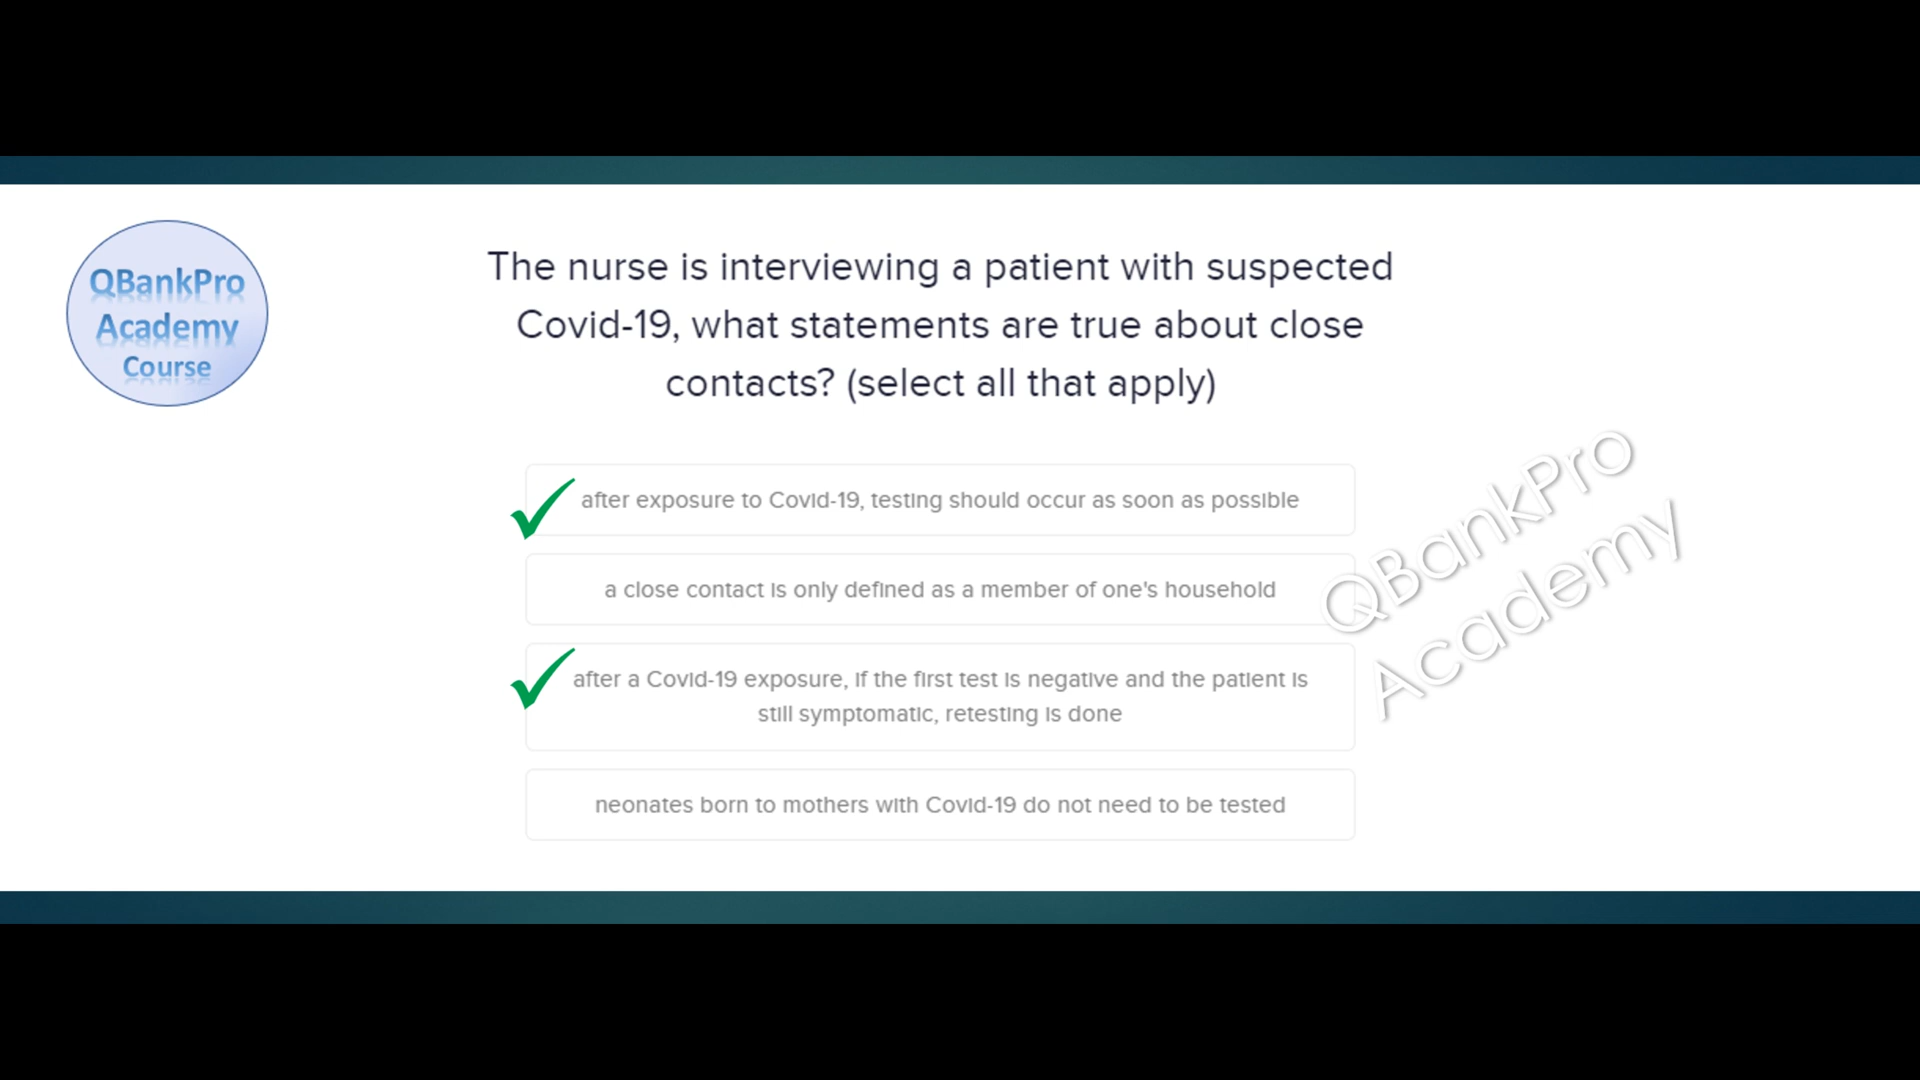 QBankPro
Academy
Course
The nurse is interviewing a patient with suspected
Covid-19, what statements are true about close
contacts? (select all that apply)
after exposure to Covid-19, testing should occur as soon as possible
a close contact is only defined as a member of one's household
after a Covid-19 exposure, if the first test is negative and the patient is
still symptomatic, retesting is done
neonates born to mothers with Covid-19 do not need to be tested
QBankPro
Academy